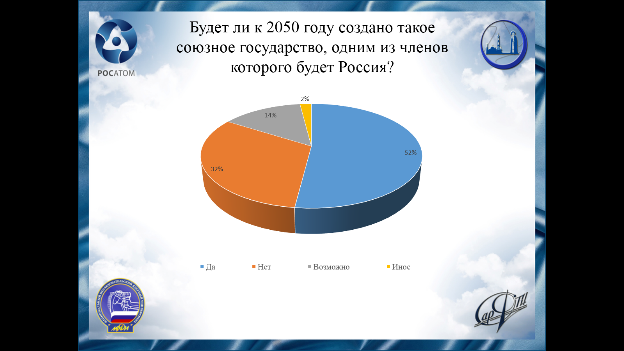 Будет ли к 2050 году создано такое
союзное государство, одним из членов
которого будет Россия?
РОСАТОМ
2%
14%
52%
32%
Да Нет Возможно Иное